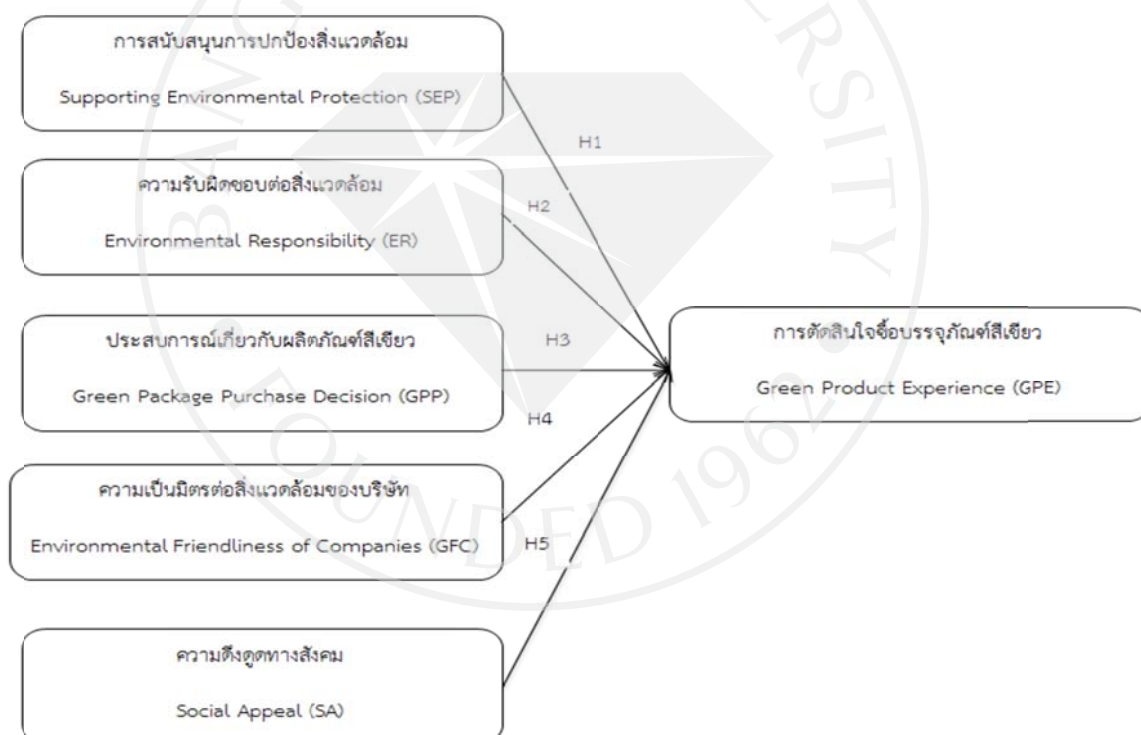 การสนับสนุนการปกป้องสิ่งแวดล้อม
Supporting Environmental Protection (SEP)
H1
ความรับผิดชอบต่อสิ่งแวดล้อม
H2
Environmental Responsibility (ER)
ประสบการณ์เกี่ยวกับผลิตภัณฑ์สีเขียว
H3
Green Package Purchase Decision (GPP)
H4
การตัดสินใจซื้อบรรจุภัณฑ์สีเขียว
Green Product Experience (GPE)
ความเป็นมิตรต่อสิ่งแวดล้อมของบริษัท
Environmental Friendliness of Companies (GFC)
H5
ความดึงดูดทางสังคม
Social Appeal (SA)
FOUNDED 1962